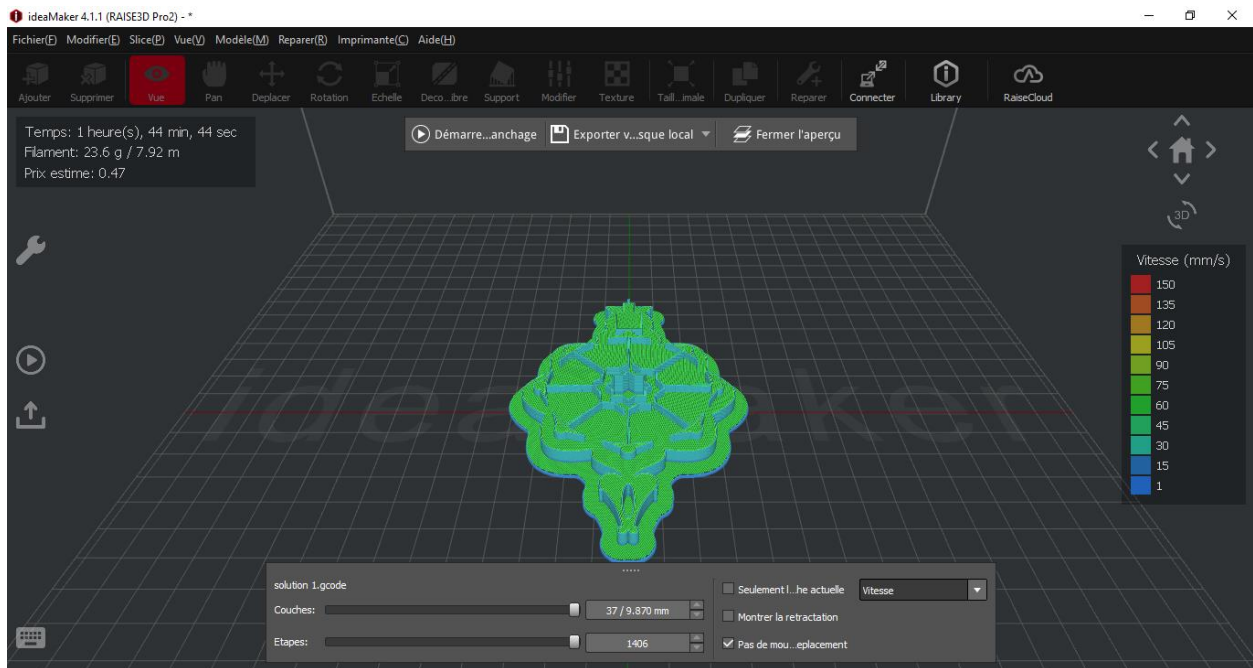 ideaMaker 4.1.1 (RAISE3D Pro2) - *
Fichier(F) Modifier(E) Slice(P) Vue(V) Modèle(M) Reparer(R) Imprimante(C) Aide(H)
Ajouter Supprimer Vue Pan Deplacer Rotation Echelle Deco...ibre Support Modifier Texture Taill...imale Dupliquer Reparer Connecter Library RaiseCloud
Temps: 1 heure(s), 44 min, 44 sec
Filament: 23.6 g / 7.92 m
Prix estime: 0.47
Démarre...anchage Exporter v...sque local Fermer l'aperçu
3D
Vitesse (mm/s)
150
135
120
105
90
75
60
45
30
15
1
ideaMaker
solution 1.gcode
Couches: 37 / 9.870 mm
Etapes: 1406
Seulement l...he actuelle Vitesse
Montrer la retractation
Pas de mou...eplacement